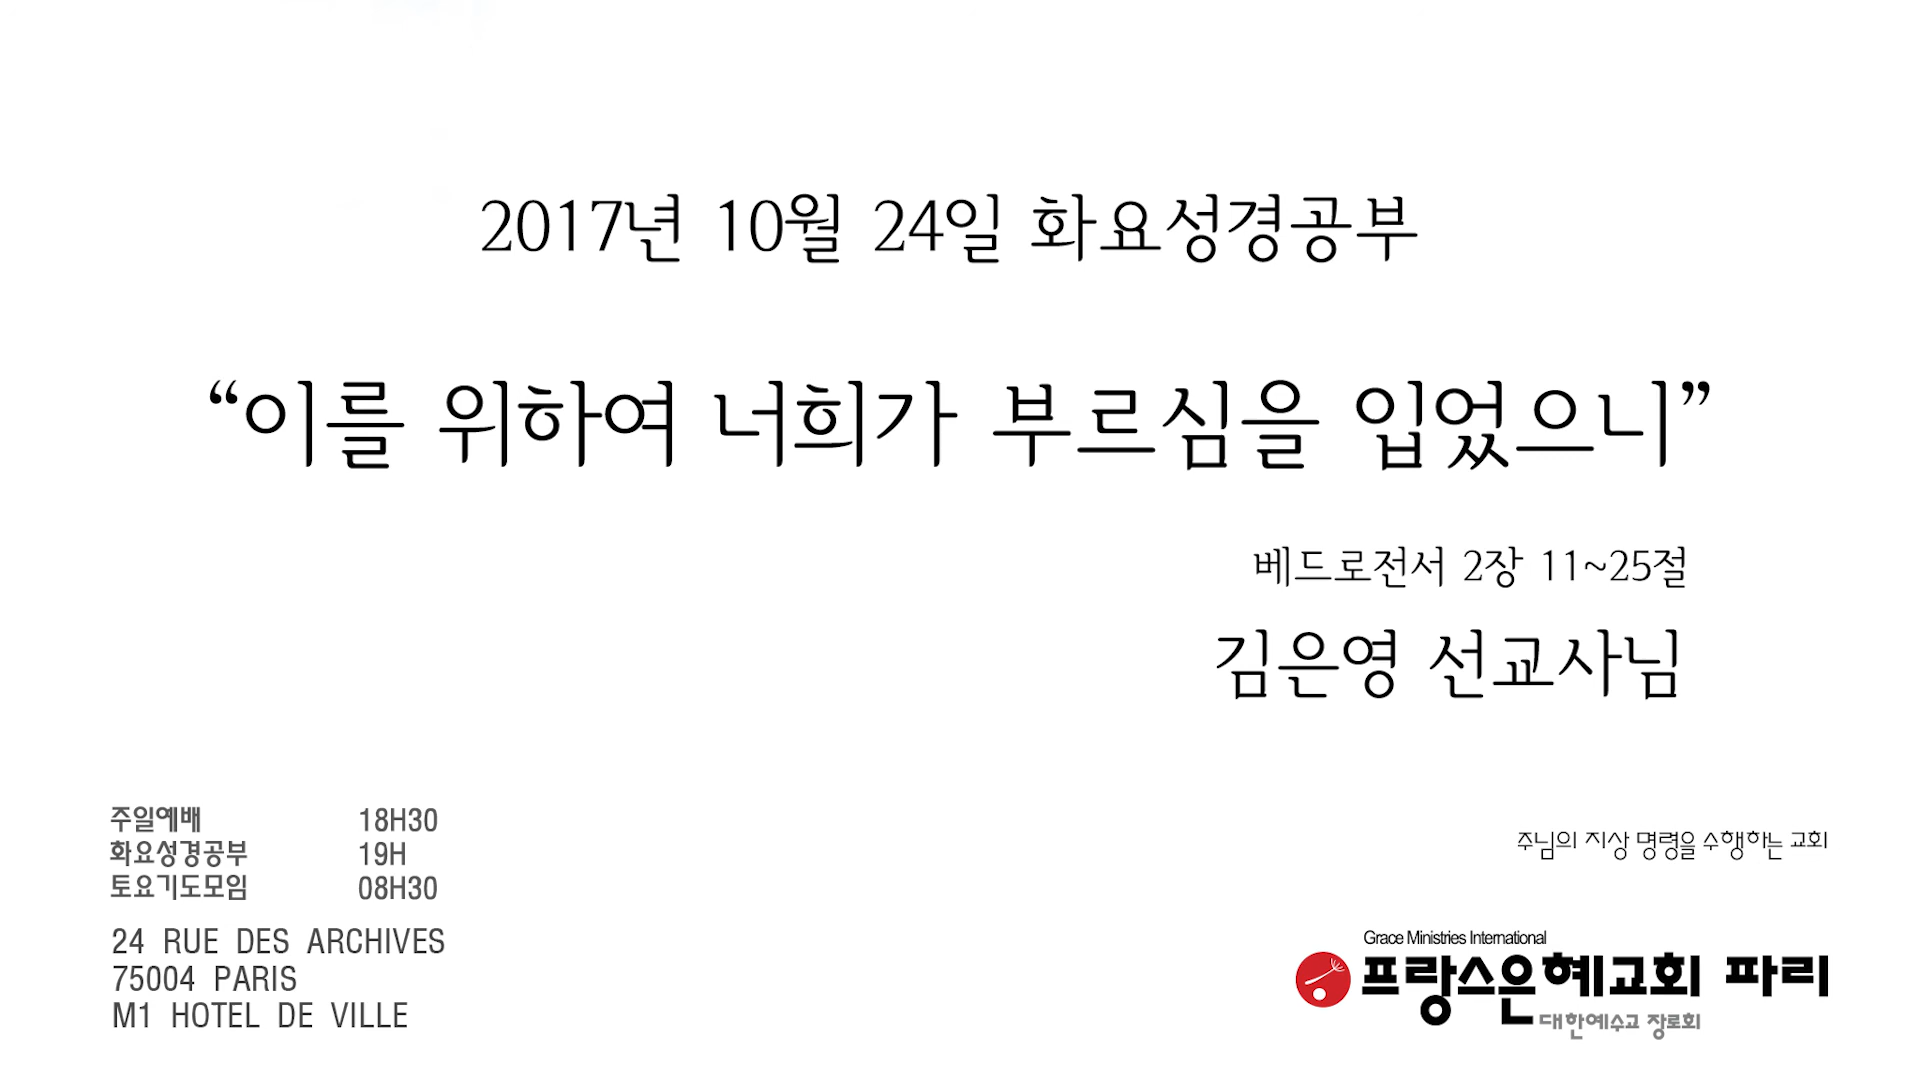 2017년 10월 24일 화요성경공부
“이를 위하여 너희가 부르심을 입었으니”
베드로전서 2장 11~25절
김은영 선교사님
주일예배 18H30
화요성경공부 19H
토요기도모임 08H30
24 RUE DES ARCHIVES
75004 PARIS
M1 HOTEL DE VILLE
주님의 지상 명령을 수행하는 교회
Grace Ministries International
프랑스은혜교회 파리
대한예수교 장로회